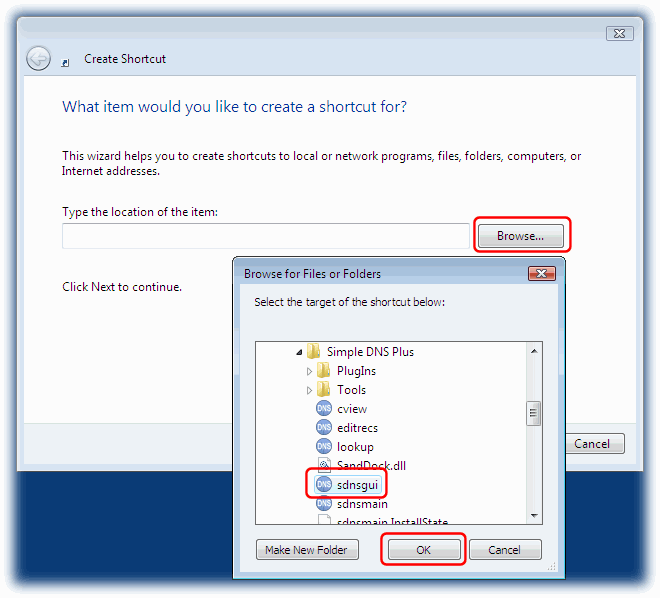 Create Shortcut
What item would you like to create a shortcut for?
This wizard helps you to create shortcuts to local or network programs, files, folders, computers, or
Internet addresses.
Type the location of the item:
Browse...
Click Next to continue.
Cancel
Browse for Files or Folders
Select the target of the shortcut below:
Simple DNS Plus
PlugIns
Tools
DNS cview
DNS editrecs
DNS lookup
SandDock.dll
DNS sdnsgui
DNS sdnsmain
sdnsmain.InstallState
Make New Folder
OK
Cancel